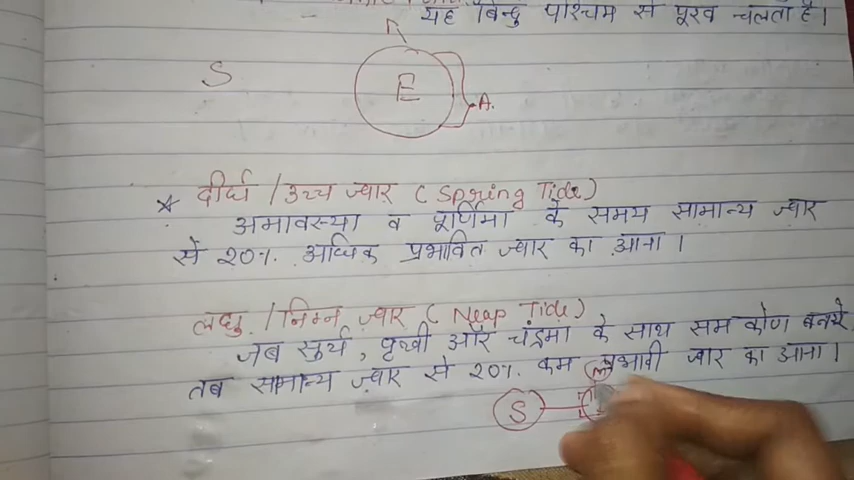 यह बिन्दु पश्चिम से पूरब चलता है।
S
E
A.
* दीर्घ / उच्च ज्वार ( Spring Tide )
अमावस्या व पूर्णिमा के समय सामान्य ज्वार
से 20%. अधिक प्रभावित ज्वार का आना।
लघु / निम्न ज्वार ( Neap Tide )
जब सुर्य, पृथ्वी और चंद्रमा के साथ सम कोण बनाये
तब सामान्य ज्वार से 20%. कम प्रभावी ज्वार का आना।
S